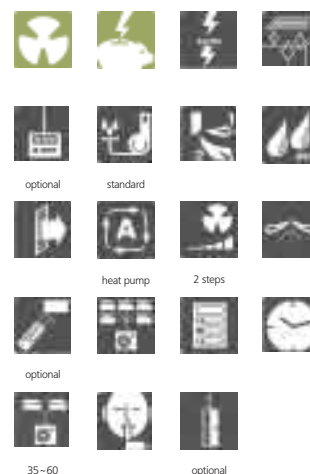 optional standard
A
heat pump 2 steps
optional
35~60 optional